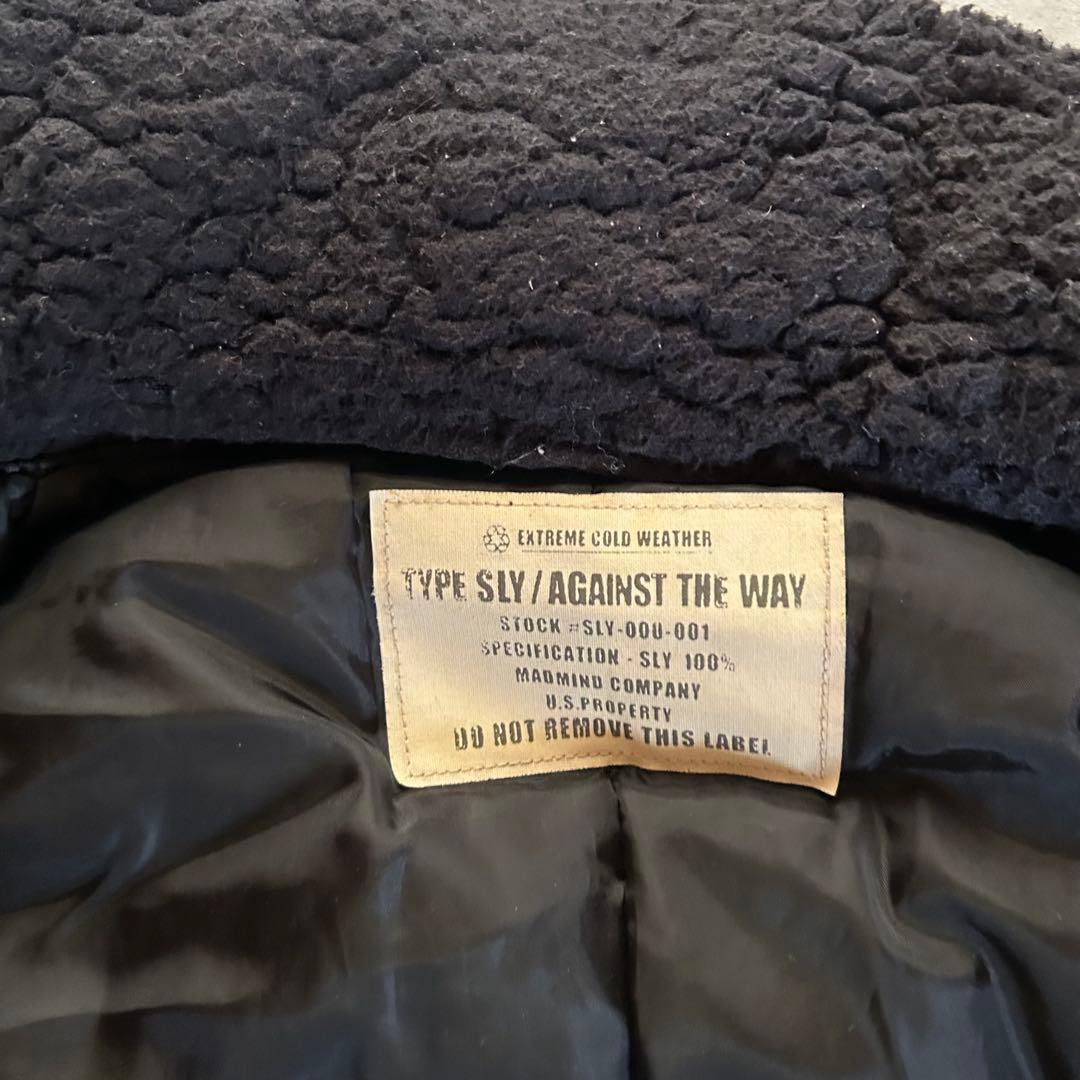 EXTREME COLD WEATHER
TYPE SLY/AGAINST THE WAY
STOCK #SLY-000-001
SPECIFICATION - SLY 100%
MADMIND COMPANY
U.S.PROPERTY
DO NOT REMOVE THIS LABEL